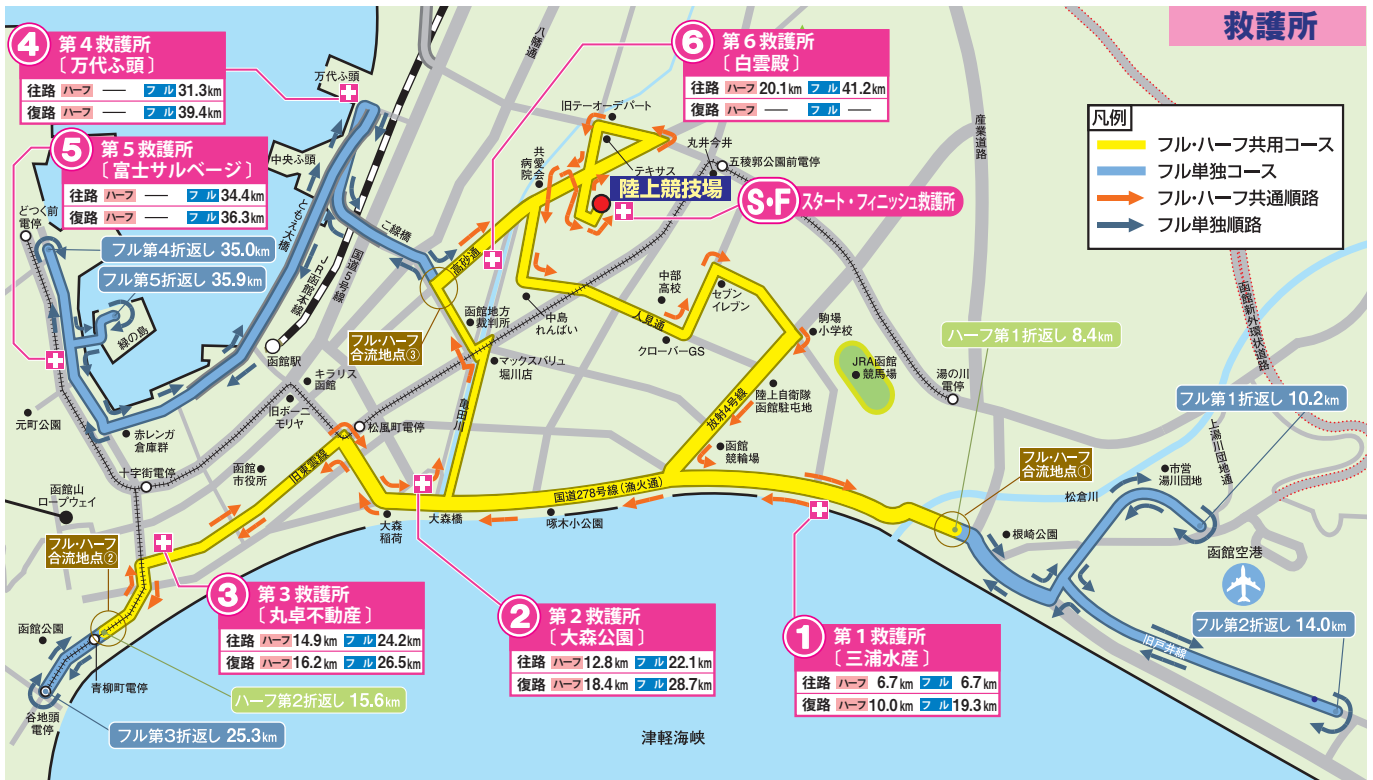 救護所
凡例
フル・ハーフ共用コース
フル単独コース
フル・ハーフ共通順路
フル単独順路
④ 第4救護所
〔万代ふ頭〕
往路 ハーフ ── フル 31.3km
復路 ハーフ ── フル 39.4km
⑤ 第5救護所
〔富士サルベージ〕
往路 ハーフ ── フル 34.4km
復路 ハーフ ── フル 36.3km
⑥ 第6救護所
〔白雲殿〕
往路 ハーフ 20.1km フル 41.2km
復路 ハーフ ── フル ──
S・F スタート・フィニッシュ救護所
陸上競技場
万代ふ頭
中央ふ頭
八幡通
旧テーオーデパート
テキサス
丸井今井
五稜郭公園前電停
産業道路
共愛会
病院
ともえ大橋
JR函館本線
国道5号線
こ線橋
高砂通
どつく前
電停
フル第4折返し 35.0km
フル第5折返し 35.9km
緑の島
函館駅
フル・ハーフ
合流地点③
函館地方
裁判所
中島
れんばい
人見通
中部
高校
クローバーGS
セブン
イレブン
駒場
小学校
JRA函館
競馬場
湯の川
電停
函館新外環状道路
ハーフ第1折返し 8.4km
フル第1折返し 10.2km
上湯川団地通
マックスバリュ
堀川店
キラリス
函館
旧ボーニ
モリヤ
松風町電停
亀田川
陸上自衛隊
函館駐屯地
放射4号線
函館
競輪場
元町公園
赤レンガ
倉庫群
十字街電停
函館
市役所
旧東雲線
函館山
ロープウェイ
フル・ハーフ
合流地点②
大森
稲荷
大森橋
国道278号線(漁火通)
啄木小公園
フル・ハーフ
合流地点①
根崎公園
松倉川
市営
湯川団地
函館空港
フル第2折返し 14.0km
旧戸井線
③ 第3救護所
〔丸卓不動産〕
往路 ハーフ 14.9km フル 24.2km
復路 ハーフ 16.2km フル 26.5km
② 第2救護所
〔大森公園〕
往路 ハーフ 12.8km フル 22.1km
復路 ハーフ 18.4km フル 28.7km
① 第1救護所
〔三浦水産〕
往路 ハーフ 6.7km フル 6.7km
復路 ハーフ 10.0km フル 19.3km
函館公園
青柳町電停
谷地頭
電停
ハーフ第2折返し 15.6km
フル第3折返し 25.3km
津軽海峡